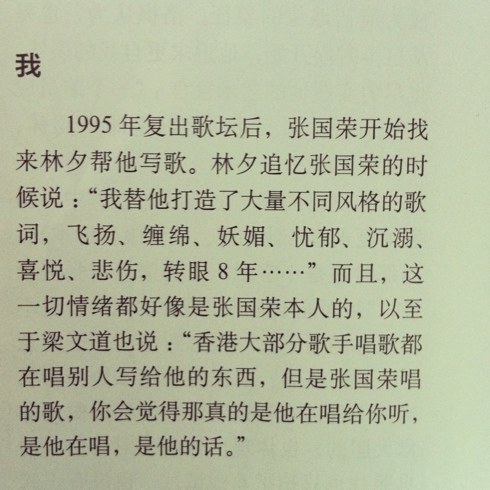 我
1995 年复出歌坛后，张国荣开始找
来林夕帮他写歌。林夕追忆张国荣的时
候说：“我替他打造了大量不同风格的歌
词，飞扬、缠绵、妖媚、忧郁、沉溺、
喜悦、悲伤，转眼 8 年……” 而且，这
一切情绪都好像是张国荣本人的，以至
于梁文道也说：“香港大部分歌手唱歌都
在唱别人写给他的东西，但是张国荣唱
的歌，你会觉得那真的是他在唱给你听，
是他在唱，是他的话。”